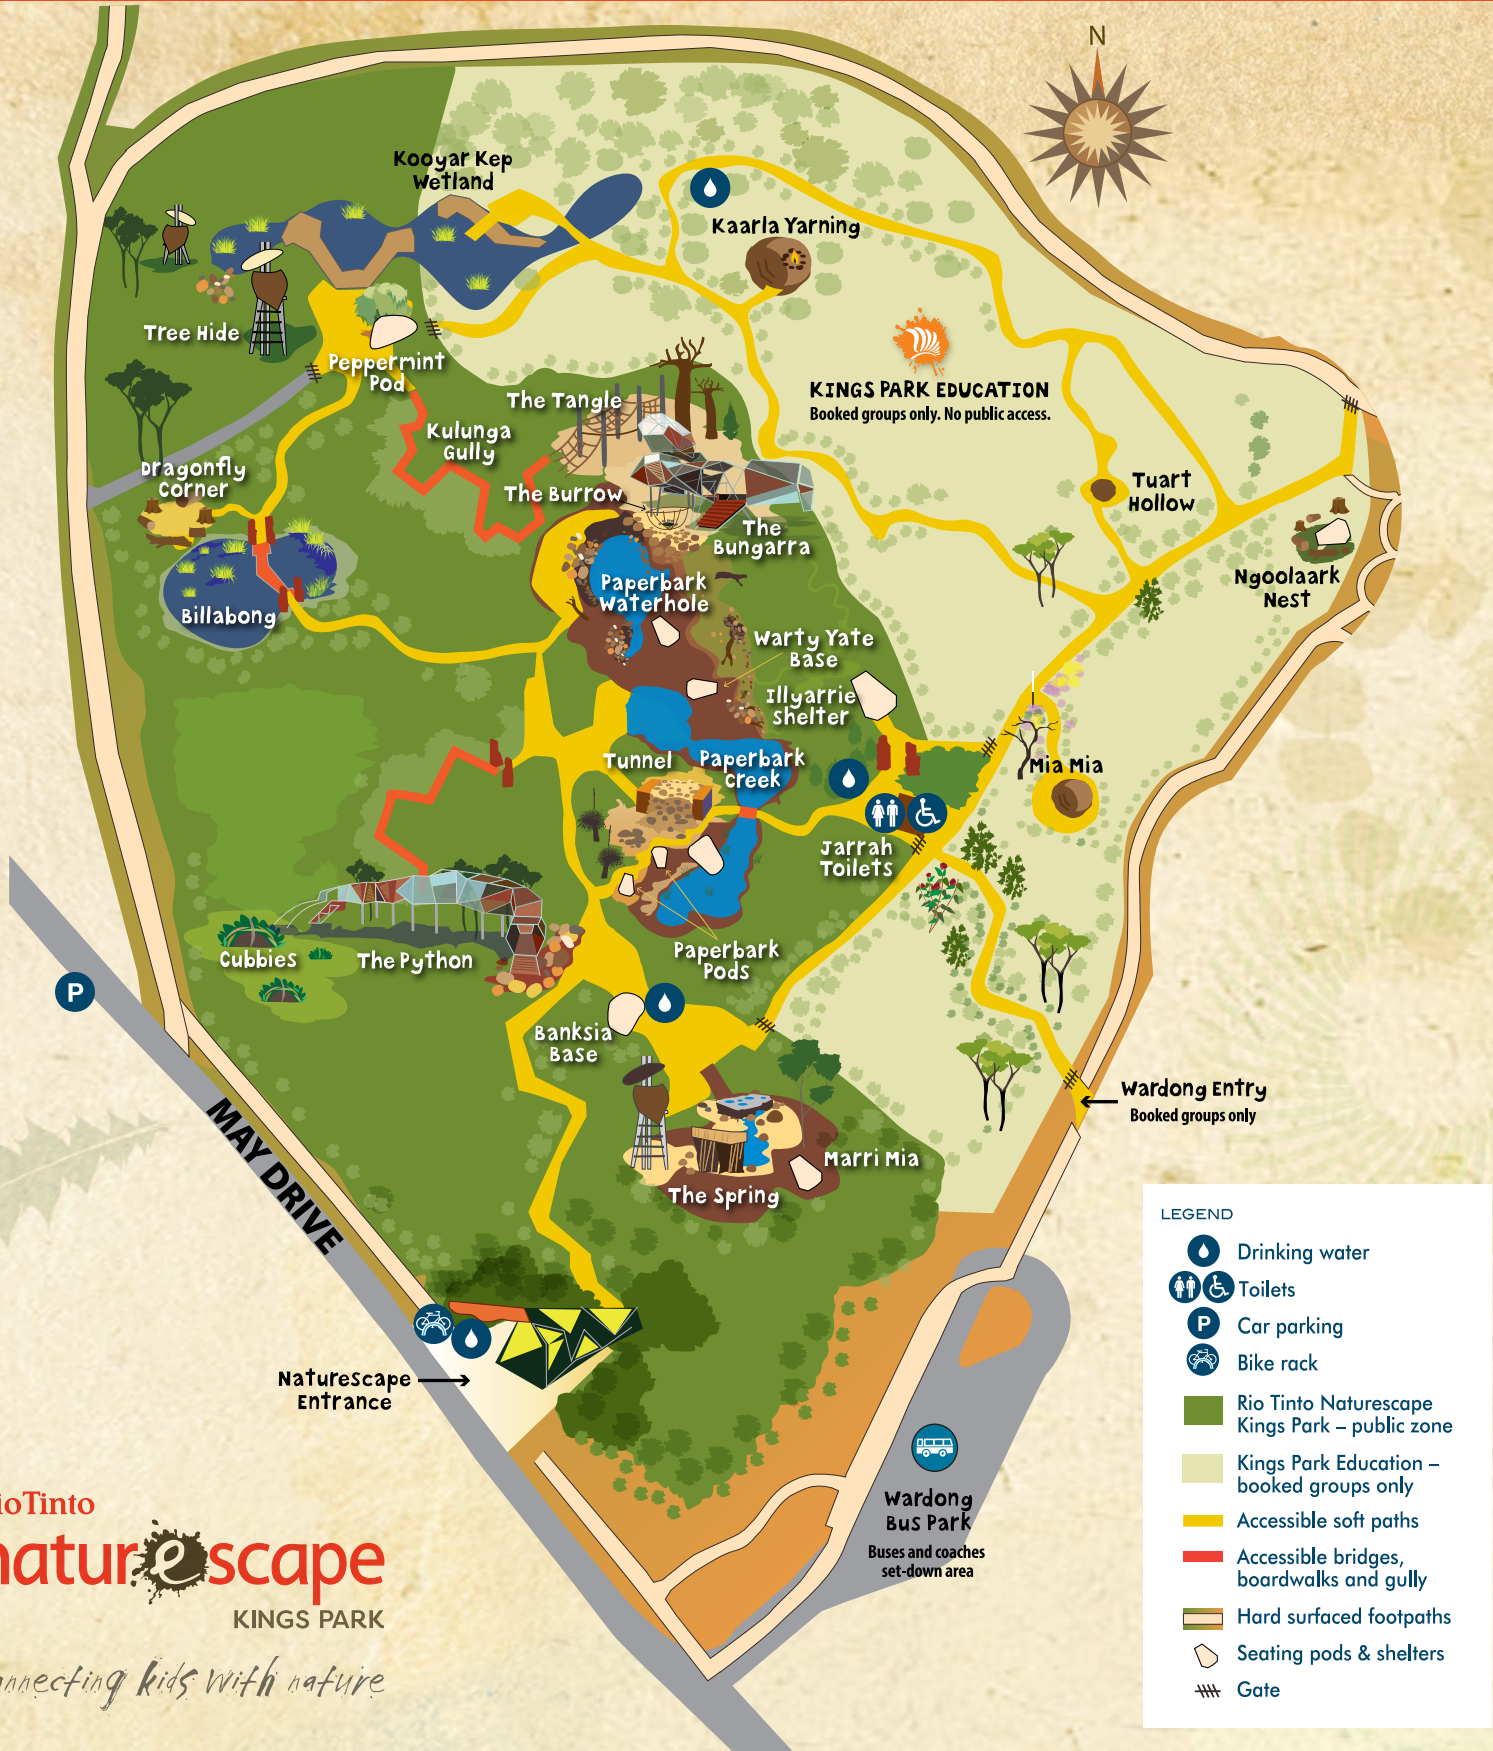 N
Kooyar Kep
Wetland
Kaarla Yarning
Tree Hide
Peppermint
Pod
KINGS PARK EDUCATION
Booked groups only. No public access.
The Tangle
Kulunga
Gully
Dragonfly
Corner
The Burrow
Tuart
Hollow
The
Bungarra
Ngoolaark
Nest
Paperbark
Waterhole
Billabong
Warty Yate
Base
Illyarrie
shelter
Tunnel
Paperbark
Creek
Mia Mia
Jarrah
Toilets
Cubbies
The Python
Paperbark
Pods
P
Banksia
Base
Wardong Entry
Booked groups only
MAY DRIVE
Marri Mia
The Spring
Naturescape
Entrance
Wardong
Bus Park
Buses and coaches
set-down area
LEGEND
Drinking water
Toilets
P Car parking
Bike rack
Rio Tinto Naturescape
Kings Park – public zone
Kings Park Education –
booked groups only
Accessible soft paths
Accessible bridges,
boardwalks and gully
Hard surfaced footpaths
Seating pods & shelters
Gate
ioTinto
naturescape
KINGS PARK
nnecting kids with nature